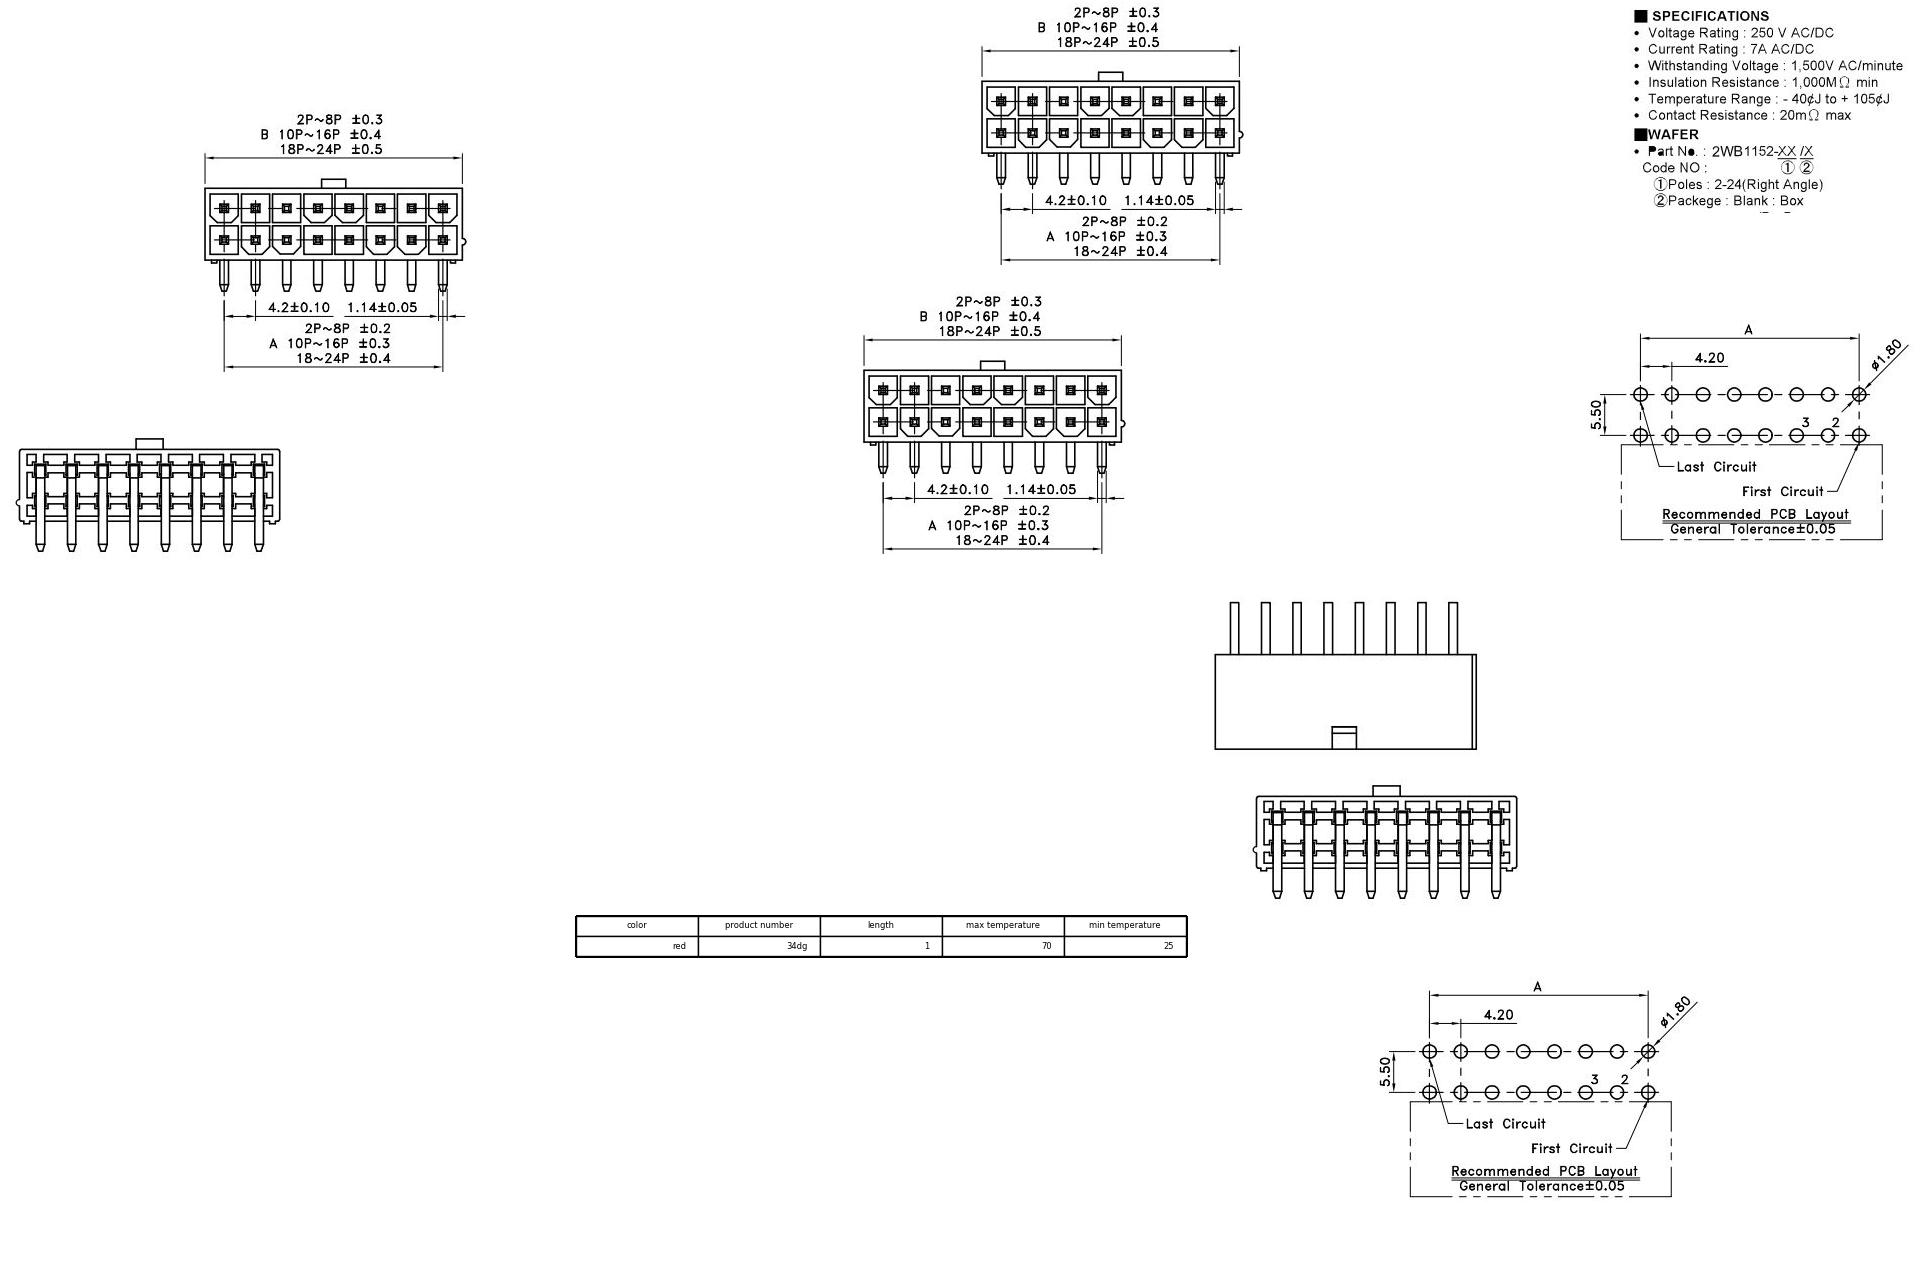 2P~8P ±0.3
B 10P~16P ±0.4
18P~24P ±0.5
4.2±0.10 1.14±0.05
2P~8P ±0.2
A 10P~16P ±0.3
18~24P ±0.4
■ SPECIFICATIONS
• Voltage Rating : 250 V AC/DC
• Current Rating : 7A AC/DC
• Withstanding Voltage : 1,500V AC/minute
• Insulation Resistance : 1,000MΩ min
• Temperature Range : - 40¢J to + 105¢J
• Contact Resistance : 20mΩ max
■WAFER
• Part No. : 2WB1152-XX /X
Code NO : ① ②
①Poles : 2-24(Right Angle)
②Packege : Blank : Box
2P~8P ±0.3
B 10P~16P ±0.4
18P~24P ±0.5
4.2±0.10 1.14±0.05
2P~8P ±0.2
A 10P~16P ±0.3
18~24P ±0.4
2P~8P ±0.3
B 10P~16P ±0.4
18P~24P ±0.5
4.2±0.10 1.14±0.05
2P~8P ±0.2
A 10P~16P ±0.3
18~24P ±0.4
A
4.20
ø1.80
5.50
3 2
Last Circuit
First Circuit
Recommended PCB Layout
General Tolerance±0.05
color product number length max temperature min temperature
red 34dg 1 70 25
A
4.20
ø1.80
5.50
3 2
Last Circuit
First Circuit
Recommended PCB Layout
General Tolerance±0.05